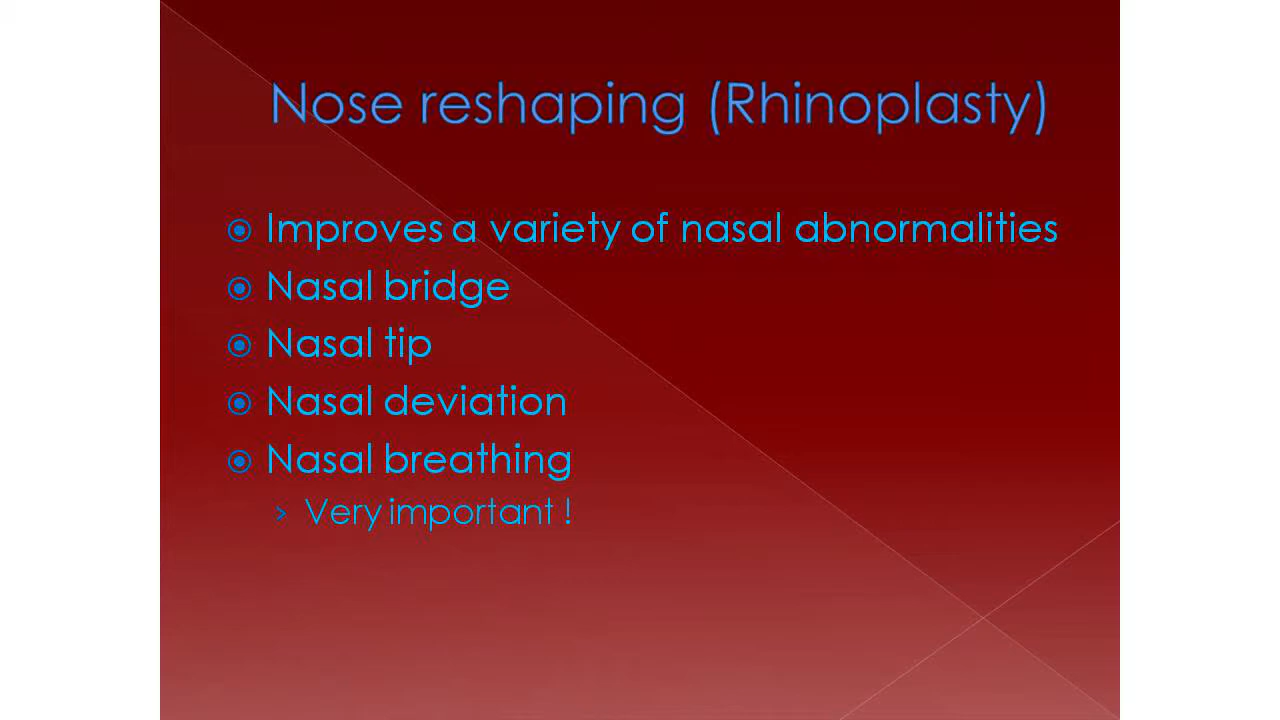 Nose reshaping (Rhinoplasty)
Improves a variety of nasal abnormalities
Nasal bridge
Nasal tip
Nasal deviation
Nasal breathing
Very important !